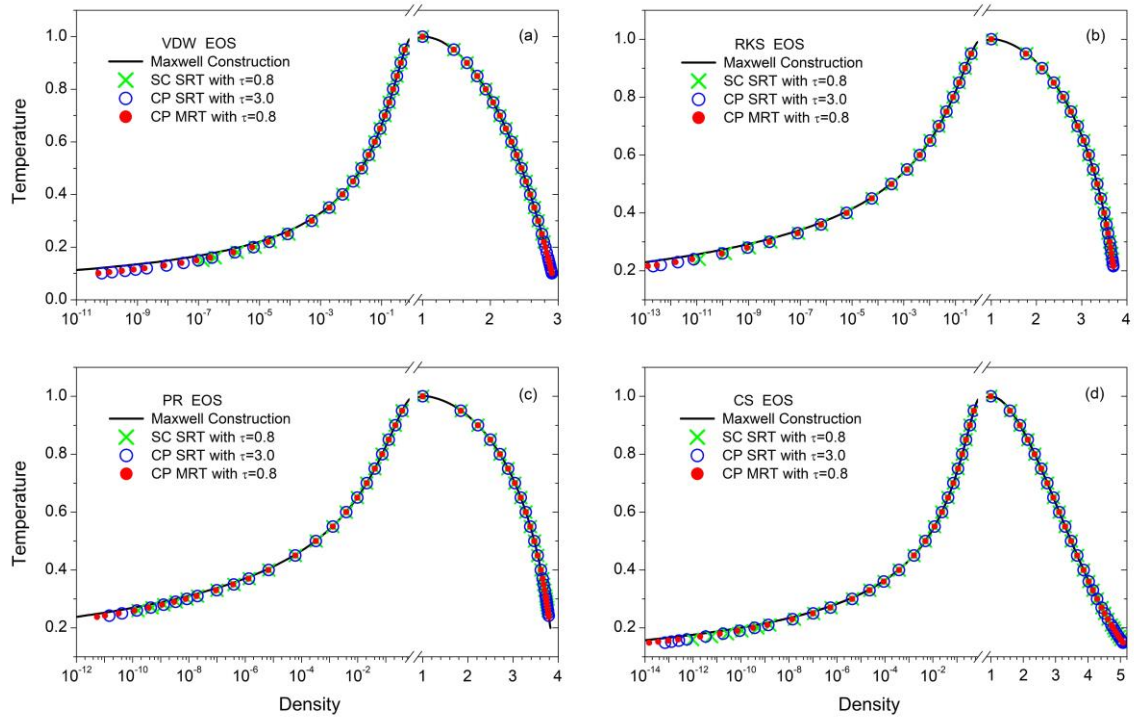 (a)
VDW EOS
Maxwell Construction
SC SRT with τ=0.8
CP SRT with τ=3.0
CP MRT with τ=0.8
Temperature
1.0
0.8
0.6
0.4
0.2
0.0
10⁻¹¹ 10⁻⁹ 10⁻⁷ 10⁻⁵ 10⁻³ 10⁻¹ 1 2 3
(b)
RKS EOS
Maxwell Construction
SC SRT with τ=0.8
CP SRT with τ=3.0
CP MRT with τ=0.8
1.0
0.8
0.6
0.4
0.2
10⁻¹³ 10⁻¹¹ 10⁻⁹ 10⁻⁷ 10⁻⁵ 10⁻³ 10⁻¹ 1 2 3 4
(c)
PR EOS
Maxwell Construction
SC SRT with τ=0.8
CP SRT with τ=3.0
CP MRT with τ=0.8
Temperature
1.0
0.8
0.6
0.4
0.2
10⁻¹² 10⁻¹⁰ 10⁻⁸ 10⁻⁶ 10⁻⁴ 10⁻² 1 2 3 4
Density
(d)
CS EOS
Maxwell Construction
SC SRT with τ=0.8
CP SRT with τ=3.0
CP MRT with τ=0.8
1.0
0.8
0.6
0.4
0.2
10⁻¹⁴ 10⁻¹² 10⁻¹⁰ 10⁻⁸ 10⁻⁶ 10⁻⁴ 10⁻² 1 2 3 4 5
Density